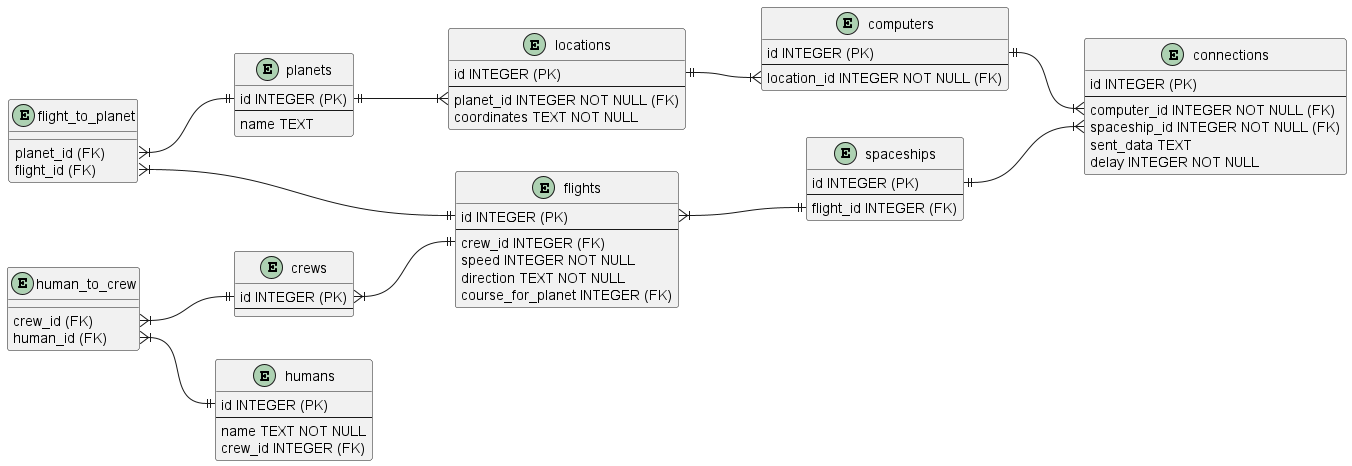 E flight_to_planet
planet_id (FK)
flight_id (FK)
E human_to_crew
crew_id (FK)
human_id (FK)
E planets
id INTEGER (PK)
name TEXT
E crews
id INTEGER (PK)
E humans
id INTEGER (PK)
name TEXT NOT NULL
crew_id INTEGER (FK)
E locations
id INTEGER (PK)
planet_id INTEGER NOT NULL (FK)
coordinates TEXT NOT NULL
E flights
id INTEGER (PK)
crew_id INTEGER (FK)
speed INTEGER NOT NULL
direction TEXT NOT NULL
course_for_planet INTEGER (FK)
E computers
id INTEGER (PK)
location_id INTEGER NOT NULL (FK)
E spaceships
id INTEGER (PK)
flight_id INTEGER (FK)
E connections
id INTEGER (PK)
computer_id INTEGER NOT NULL (FK)
spaceship_id INTEGER NOT NULL (FK)
sent_data TEXT
delay INTEGER NOT NULL